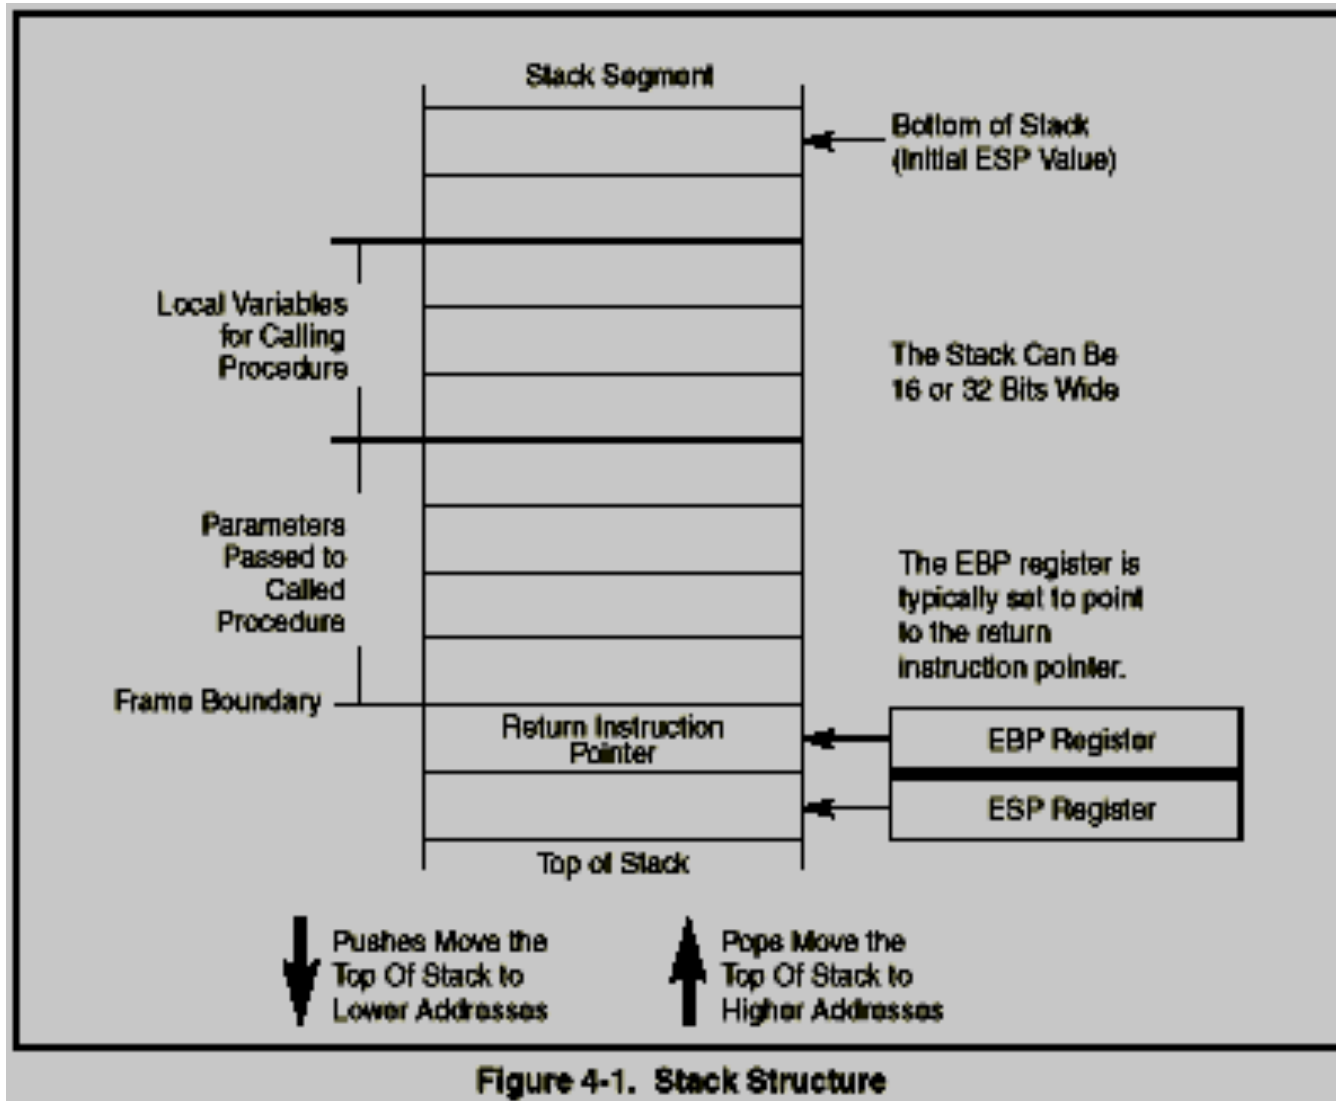 Stack Segment
Bottom of Stack
(Initial ESP Value)
Local Variables
for Calling
Procedure
The Stack Can Be
16 or 32 Bits Wide
Parameters
Passed to
Called
Procedure
The EBP register is
typically set to point
to the return
instruction pointer.
Frame Boundary
Return Instruction
Pointer
EBP Register
ESP Register
Top of Stack
Pushes Move the
Top Of Stack to
Lower Addresses
Pops Move the
Top Of Stack to
Higher Addresses
Figure 4-1. Stack Structure